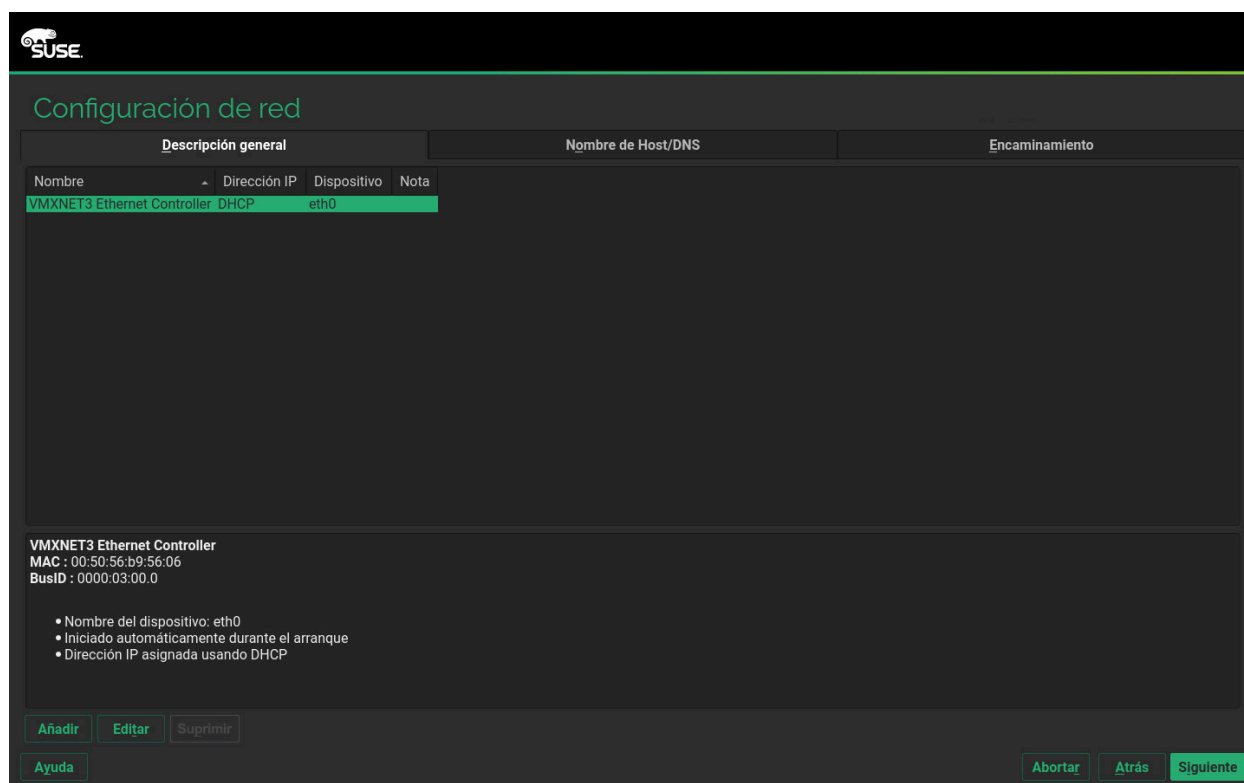 SUSE.
Configuración de red
Descripción general
Nombre de Host/DNS
Encaminamiento
Nombre Dirección IP Dispositivo Nota
VMXNET3 Ethernet Controller DHCP eth0
VMXNET3 Ethernet Controller
MAC : 00:50:56:b9:56:06
BusID : 0000:03:00.0
• Nombre del dispositivo: eth0
• Iniciado automáticamente durante el arranque
• Dirección IP asignada usando DHCP
Añadir Editar Suprimir
Ayuda Abortar Atrás Siguiente